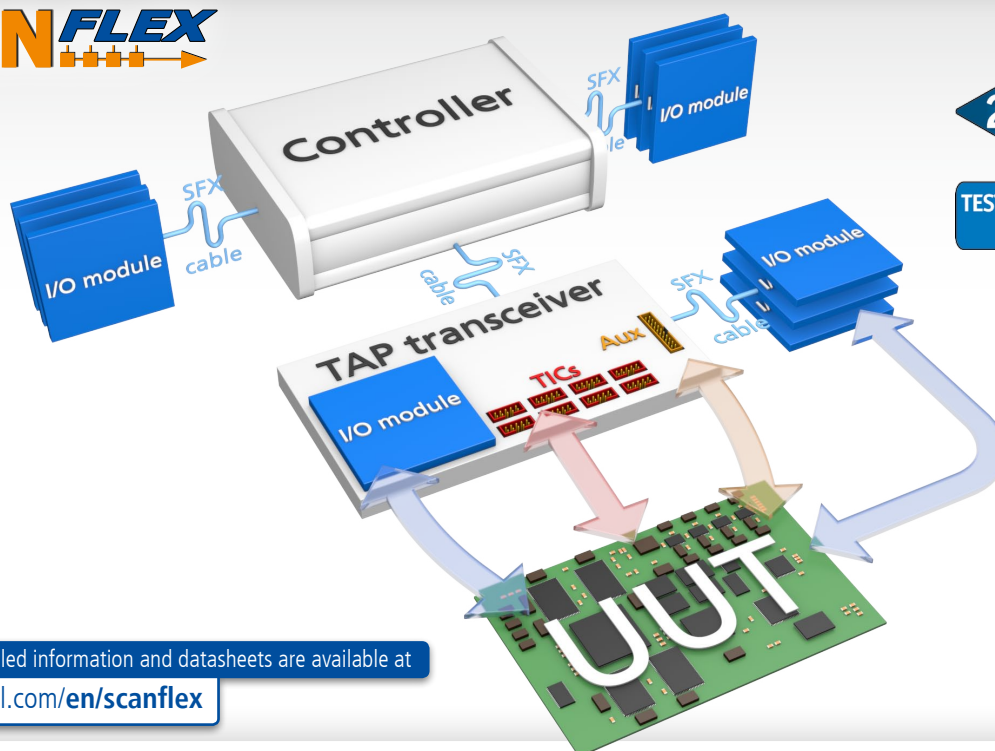 NFLEX
Controller
SFX
cable
I/O module
SFX
I/O module
SFX
cable
I/O module
TAP transceiver
SFX
cable
I/O module
Aux
TICs
I/O module
UUT
2
TES
led information and datasheets are available at
l.com/en/scanflex